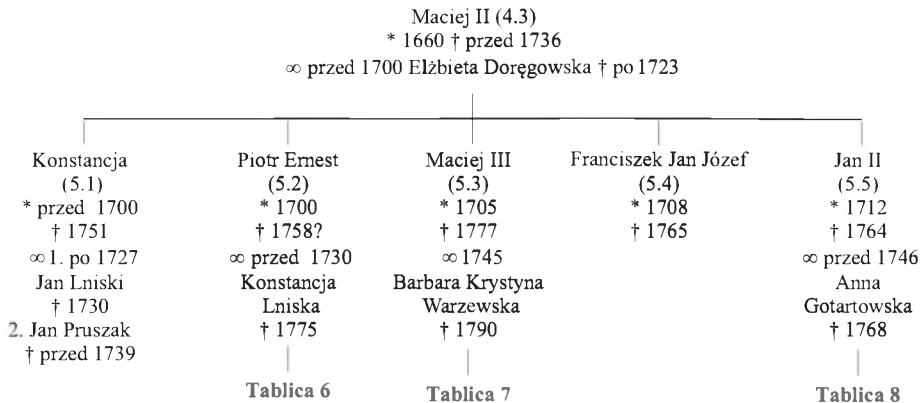 Maciej II (4.3)
* 1660 † przed 1736
∞ przed 1700 Elżbieta Doręgowska † po 1723
Konstancja
(5.1)
* przed 1700
† 1751
∞ 1. po 1727
Jan Lniski
† 1730
2. Jan Pruszak
† przed 1739
Piotr Ernest
(5.2)
* 1700
† 1758?
∞ przed 1730
Konstancja
Lniska
† 1775
Tablica 6
Maciej III
(5.3)
* 1705
† 1777
∞ 1745
Barbara Krystyna
Warzewska
† 1790
Tablica 7
Franciszek Jan Józef
(5.4)
* 1708
† 1765
Jan II
(5.5)
* 1712
† 1764
∞ przed 1746
Anna
Gotartowska
† 1768
Tablica 8